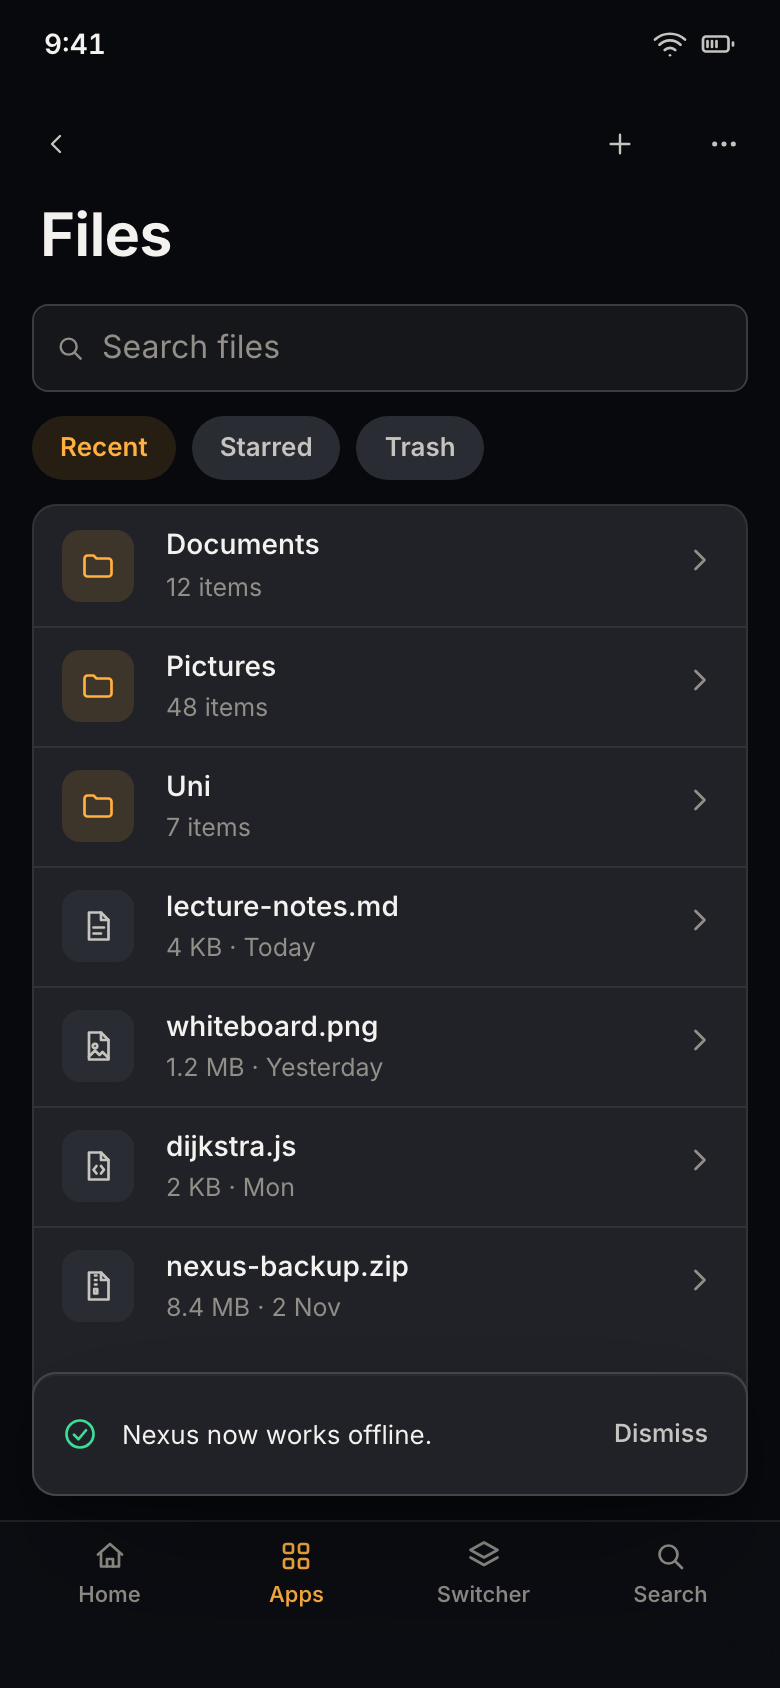 9:41
Files
Search files
Recent
Starred
Trash
Documents
12 items
Pictures
48 items
Uni
7 items
lecture-notes.md
4 KB · Today
whiteboard.png
1.2 MB · Yesterday
dijkstra.js
2 KB · Mon
nexus-backup.zip
8.4 MB · 2 Nov
Nexus now works offline.
Dismiss
Home
Apps
Switcher
Search